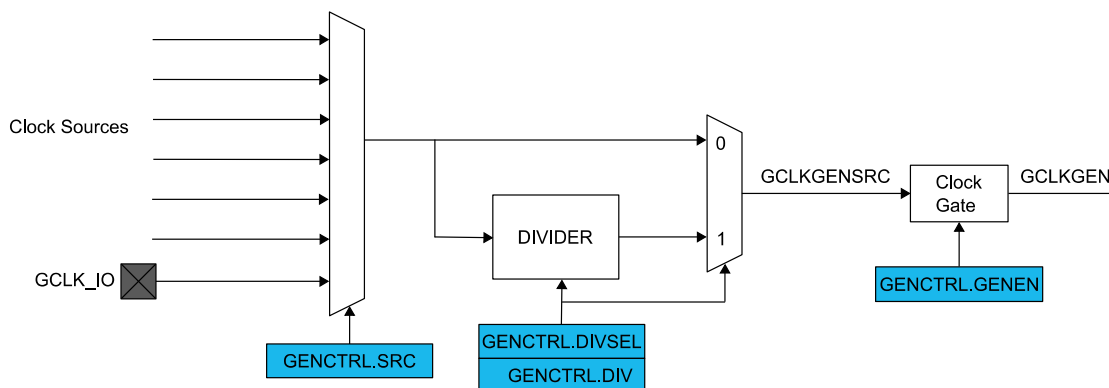 Clock Sources
GCLK_IO
GENCTRL.SRC
DIVIDER
GENCTRL.DIVSEL
GENCTRL.DIV
0
1
GCLKGENSRC
Clock
Gate
GENCTRL.GENEN
GCLKGEN